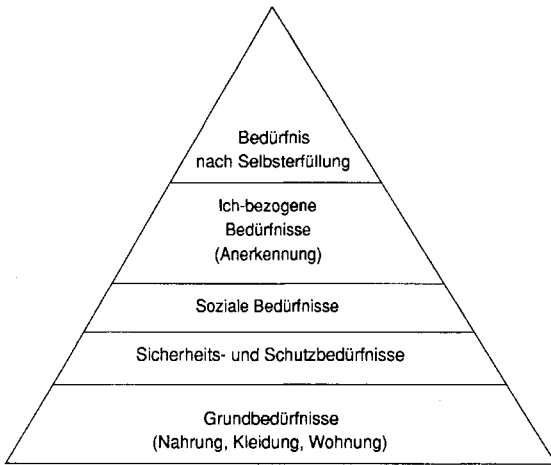 Bedürfnis
nach Selbsterfüllung
Ich-bezogene
Bedürfnisse
(Anerkennung)
Soziale Bedürfnisse
Sicherheits- und Schutzbedürfnisse
Grundbedürfnisse
(Nahrung, Kleidung, Wohnung)